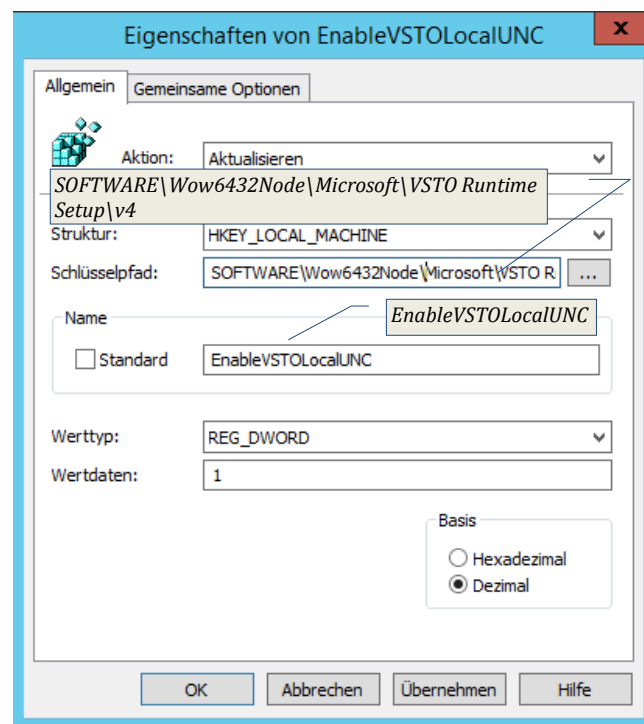 Eigenschaften von EnableVSTOLocalUNC
x
Allgemein
Gemeinsame Optionen
Aktion:
Aktualisieren
SOFTWARE\Wow6432Node\Microsoft\VSTO Runtime
Setup\v4
Struktur:
HKEY_LOCAL_MACHINE
Schlüsselpfad:
SOFTWARE\Wow6432Node\Microsoft\VSTO R
...
Name
EnableVSTOLocalUNC
Standard
EnableVSTOLocalUNC
Werttyp:
REG_DWORD
Wertdaten:
1
Basis
Hexadezimal
Dezimal
OK
Abbrechen
Übernehmen
Hilfe